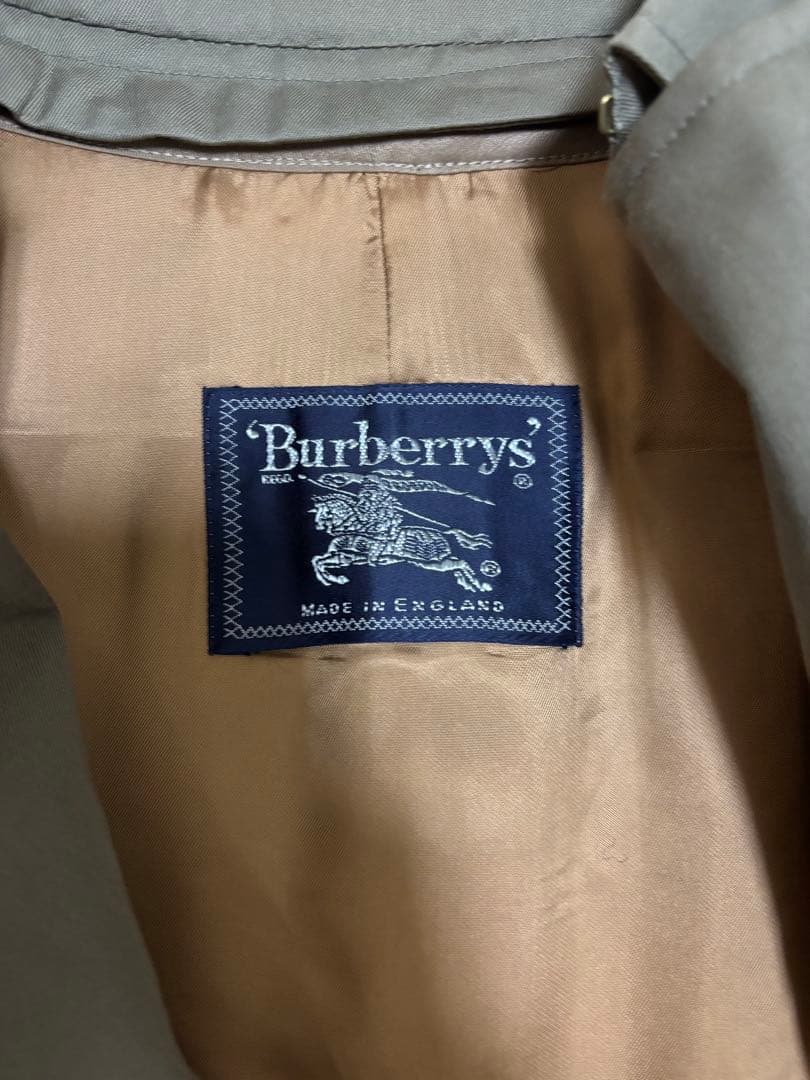 ‘Burberrys’
REGD. ®
®
MADE IN ENGLAND